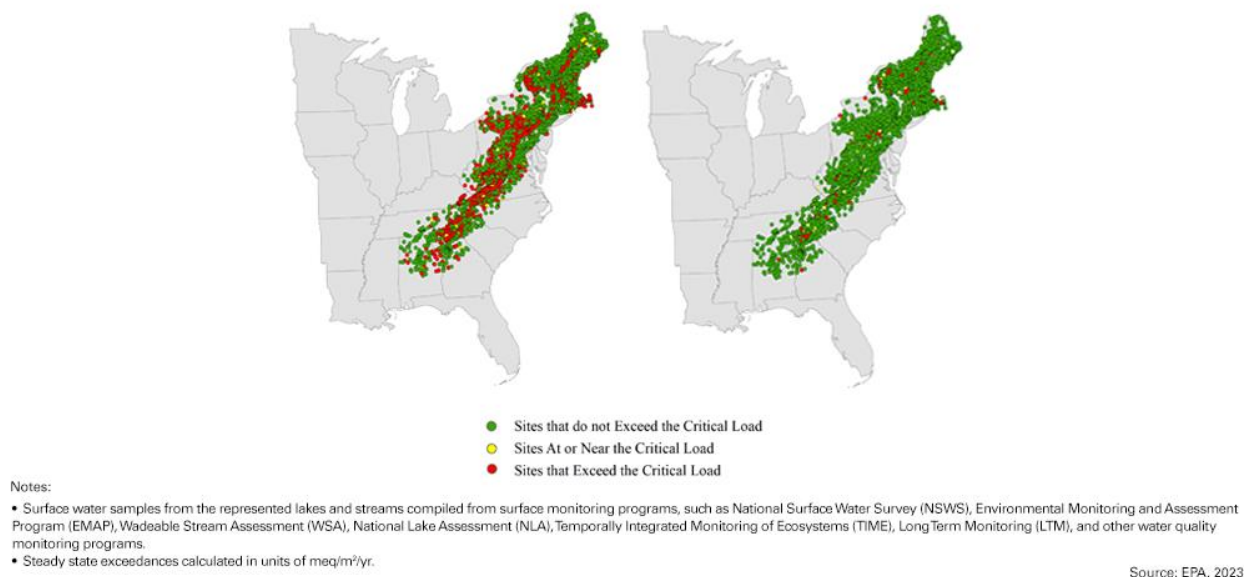 Sites that do not Exceed the Critical Load
Sites At or Near the Critical Load
Sites that Exceed the Critical Load
Notes:
• Surface water samples from the represented lakes and streams compiled from surface monitoring programs, such as National Surface Water Survey (NSWS), Environmental Monitoring and Assessment
Program (EMAP), Wadeable Stream Assessment (WSA), National Lake Assessment (NLA), Temporally Integrated Monitoring of Ecosystems (TIME), Long Term Monitoring (LTM), and other water quality
monitoring programs.
• Steady state exceedances calculated in units of meq/m²/yr.
Source: EPA, 2023